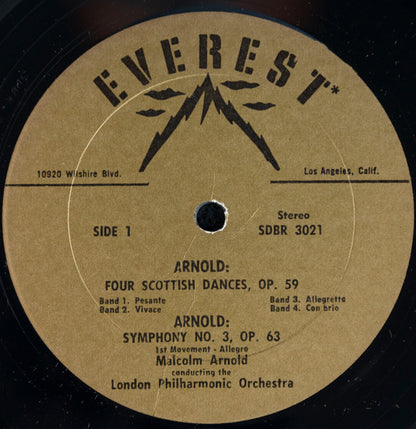 EVEREST*
10920 Wilshire Blvd. Los Angeles, Calif.
Stereo
SIDE 1 SDBR 3021
ARNOLD:
FOUR SCOTTISH DANCES, OP. 59
Band 1. Pesante Band 3. Allegretto
Band 2. Vivace Band 4. Con brio
ARNOLD:
SYMPHONY NO. 3, OP. 63
1st Movement - Allegro
Malcolm Arnold
conducting the
London Philharmonic Orchestra